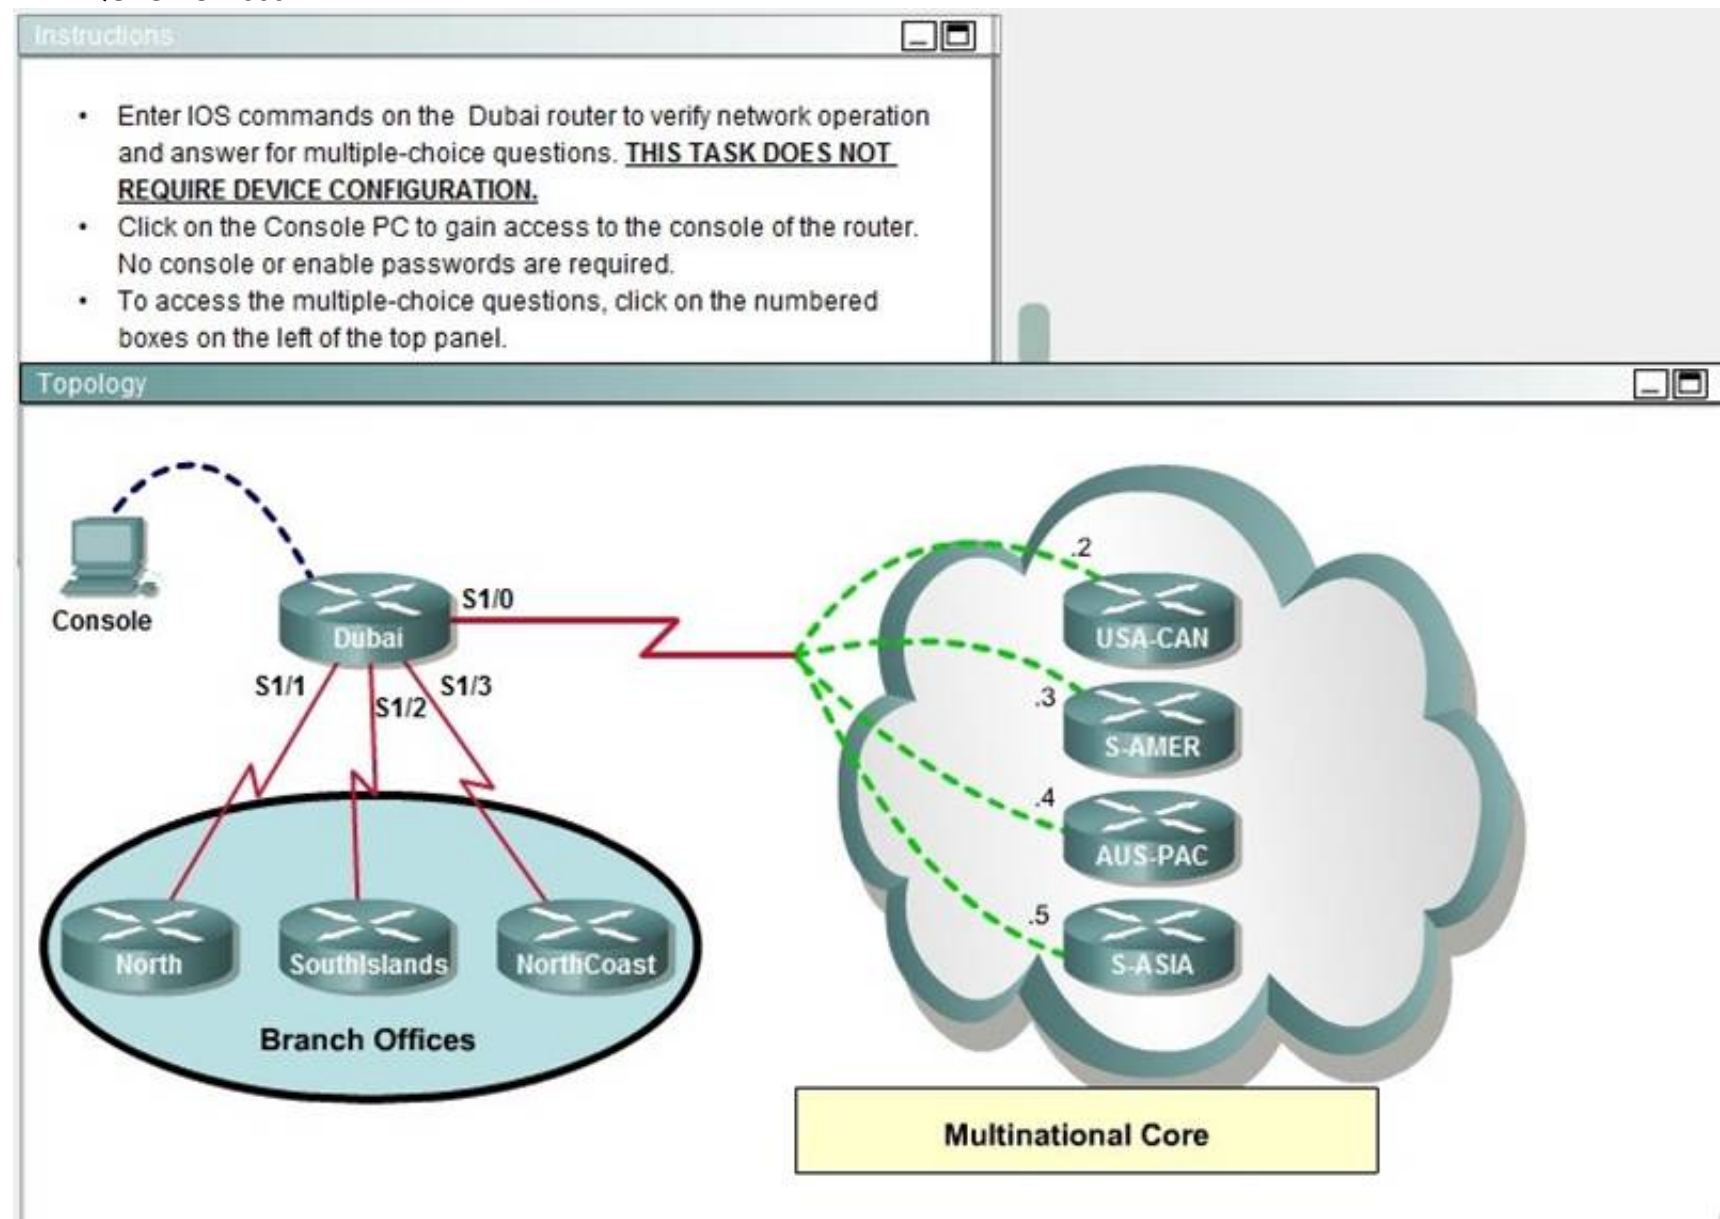 Instructions
• Enter IOS commands on the Dubai router to verify network operation
and answer for multiple-choice questions. THIS TASK DOES NOT
REQUIRE DEVICE CONFIGURATION.
• Click on the Console PC to gain access to the console of the router.
No console or enable passwords are required.
• To access the multiple-choice questions, click on the numbered
boxes on the left of the top panel.
Topology
.2
S1/0
Console
Dubai
USA-CAN
S1/1
S1/3
.3
S1/2
S-AMER
.4
AUS-PAC
.5
North
SouthIslands
NorthCoast
S-ASIA
Branch Offices
Multinational Core